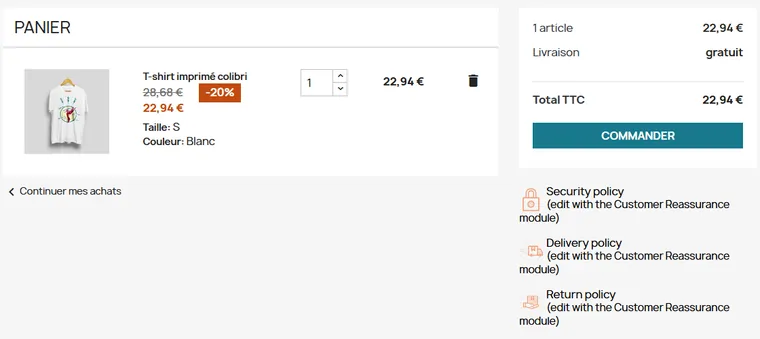 PANIER
T-shirt imprimé colibri
28,68 € -20%
22,94 €
Taille: S
Couleur: Blanc
1
22,94 €
Continuer mes achats
1 article 22,94 €
Livraison gratuit
Total TTC 22,94 €
COMMANDER
Security policy
(edit with the Customer Reassurance
module)
Delivery policy
(edit with the Customer Reassurance
module)
Return policy
(edit with the Customer Reassurance
module)